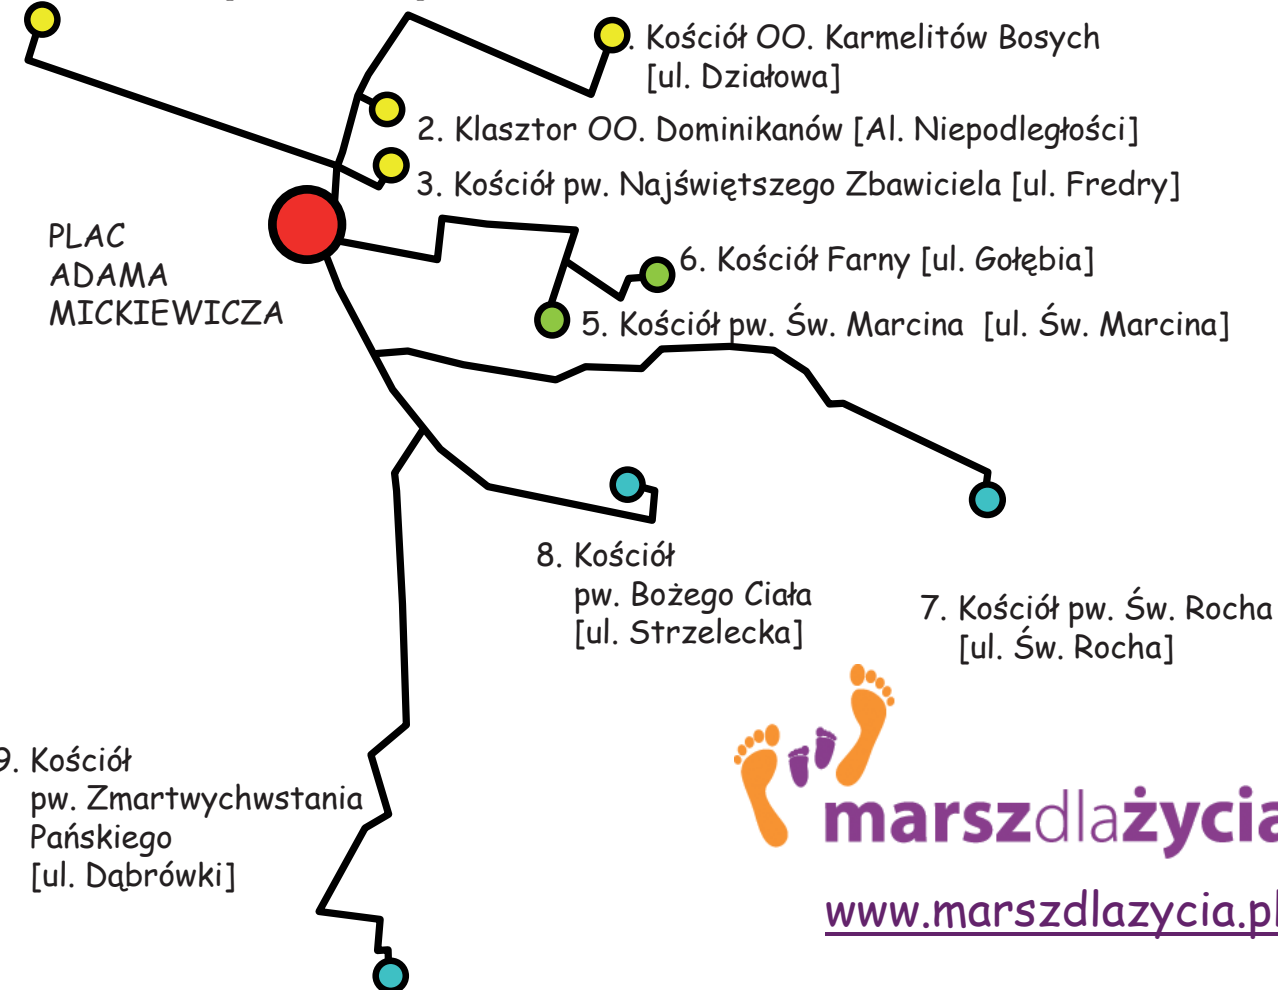 . Kościół OO. Karmelitów Bosych
[ul. Działowa]
2. Klasztor OO. Dominikanów [Al. Niepodległości]
3. Kościół pw. Najświętszego Zbawiciela [ul. Fredry]
PLAC
ADAMA
MICKIEWICZA
6. Kościół Farny [ul. Gołębia]
5. Kościół pw. Św. Marcina [ul. Św. Marcina]
8. Kościół
pw. Bożego Ciała
[ul. Strzelecka]
7. Kościół pw. Św. Rocha
[ul. Św. Rocha]
9. Kościół
pw. Zmartwychwstania
Pańskiego
[ul. Dąbrówki]
marszdlażycia
www.marszdlazycia.pl